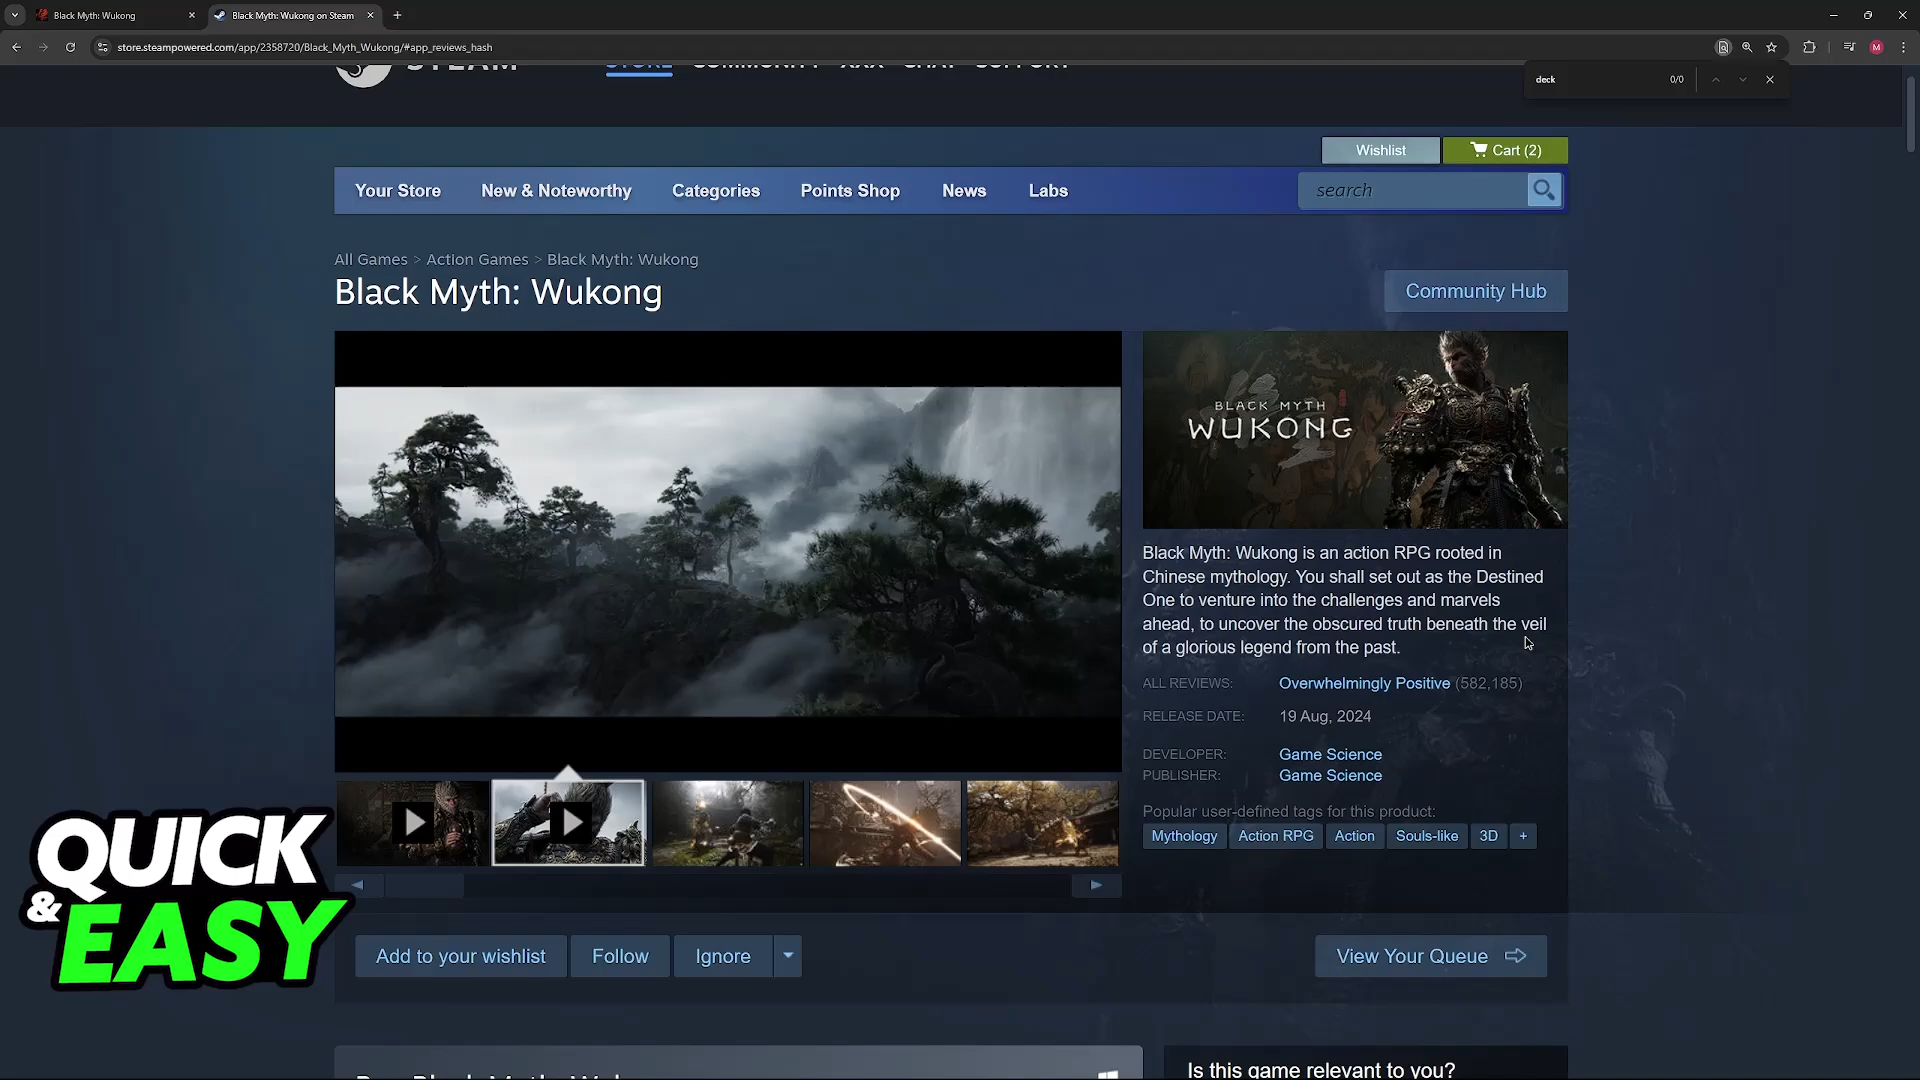 Black Myth: Wukong
Black Myth: Wukong on Steam
store.steampowered.com/app/2358720/Black_Myth_Wukong/#app_reviews_hash
M
deck
0/0
STEAM
STORE
COMMUNITY
XXX
CHAT
SUPPORT
Wishlist
Cart (2)
Your Store
New & Noteworthy
Categories
Points Shop
News
Labs
search
All Games > Action Games > Black Myth: Wukong
Black Myth: Wukong
Community Hub
BLACK MYTH
WUKONG
Black Myth: Wukong is an action RPG rooted in
Chinese mythology. You shall set out as the Destined
One to venture into the challenges and marvels
ahead, to uncover the obscured truth beneath the veil
of a glorious legend from the past.
ALL REVIEWS: Overwhelmingly Positive (582,185)
RELEASE DATE: 19 Aug, 2024
DEVELOPER: Game Science
PUBLISHER: Game Science
Popular user-defined tags for this product:
Mythology
Action RPG
Action
Souls-like
3D
+
QUICK
& EASY
Add to your wishlist
Follow
Ignore
View Your Queue
Is this game relevant to you?